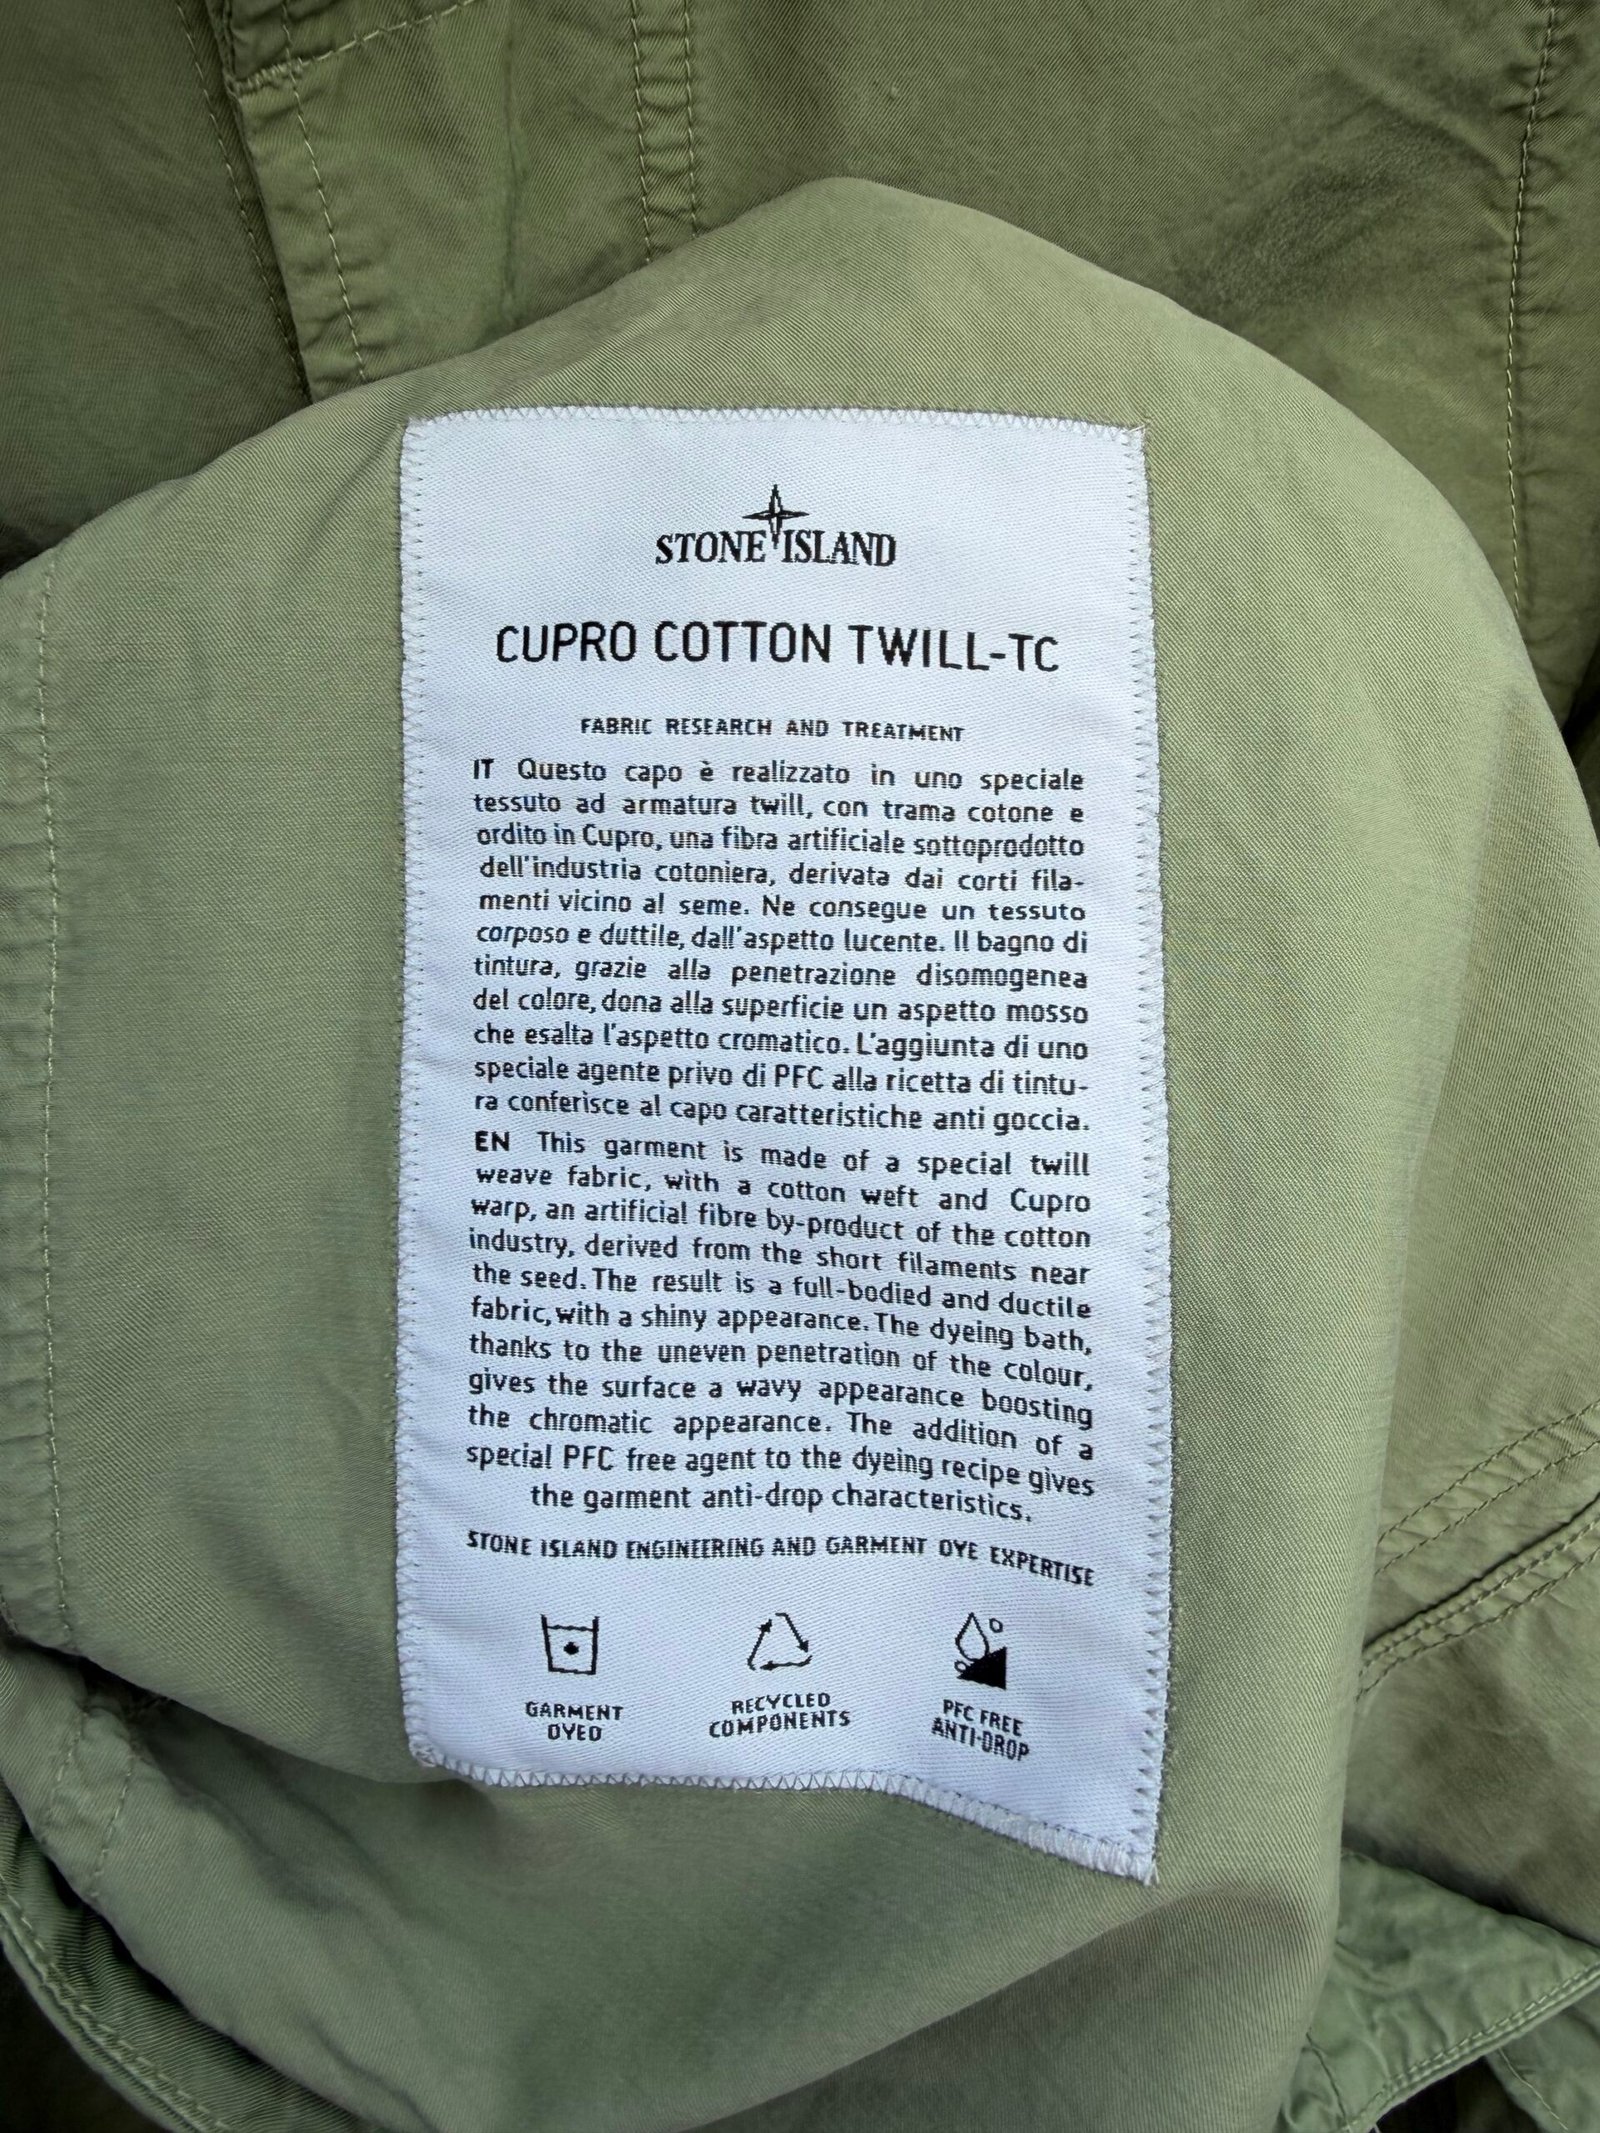 STONE ISLAND
CUPRO COTTON TWILL-TC
FABRIC RESEARCH AND TREATMENT
IT Questo capo è realizzato in uno speciale
tessuto ad armatura twill, con trama cotone e
ordito in Cupro, una fibra artificiale sottoprodotto
dell'industria cotoniera, derivata dai corti fila-
menti vicino al seme. Ne consegue un tessuto
corposo e duttile, dall'aspetto lucente. Il bagno di
tintura, grazie alla penetrazione disomogenea
del colore, dona alla superficie un aspetto mosso
che esalta l'aspetto cromatico. L'aggiunta di uno
speciale agente privo di PFC alla ricetta di tintu-
ra conferisce al capo caratteristiche anti goccia.
EN This garment is made of a special twill
weave fabric, with a cotton weft and Cupro
warp, an artificial fibre by-product of the cotton
industry, derived from the short filaments near
the seed. The result is a full-bodied and ductile
fabric, with a shiny appearance. The dyeing bath,
thanks to the uneven penetration of the colour,
gives the surface a wavy appearance boosting
the chromatic appearance. The addition of a
special PFC free agent to the dyeing recipe gives
the garment anti-drop characteristics.
STONE ISLAND ENGINEERING AND GARMENT DYE EXPERTISE
GARMENT
DYED
RECYCLED
COMPONENTS
PFC FREE
ANTI-DROP